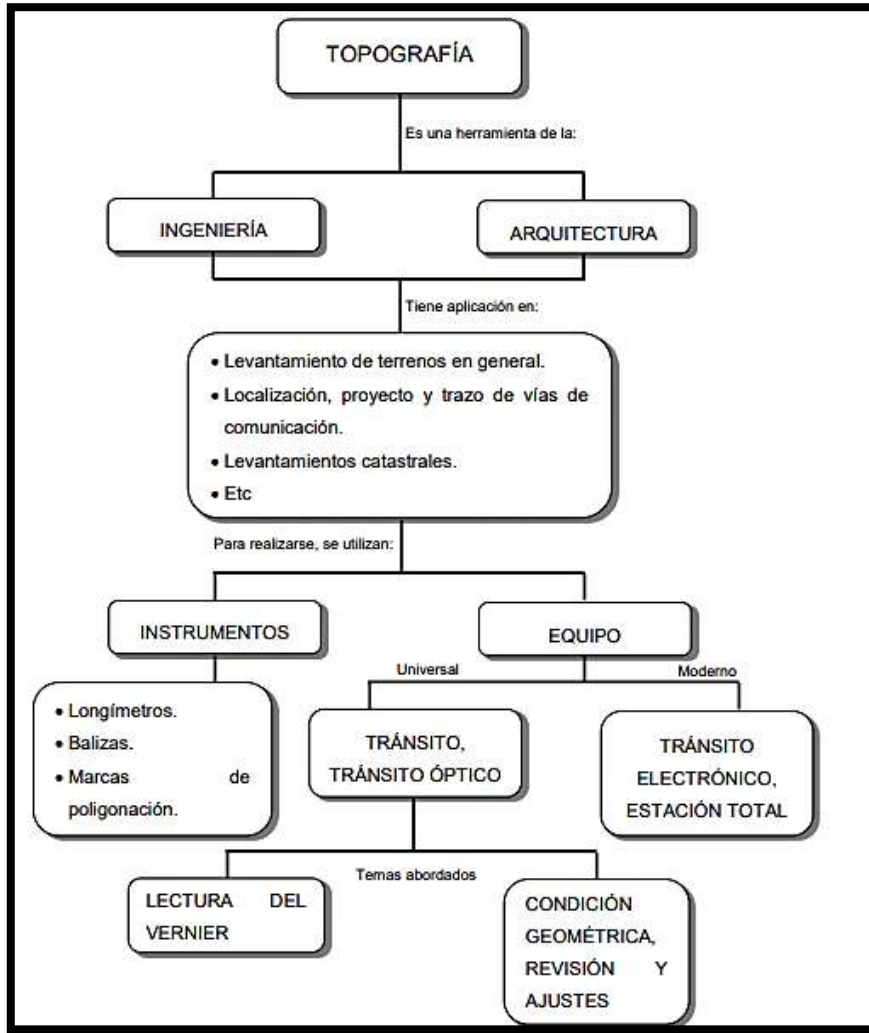 TOPOGRAFÍA
Es una herramienta de la:
INGENIERÍA
ARQUITECTURA
Tiene aplicación en:
• Levantamiento de terrenos en general.
• Localización, proyecto y trazo de vías de
comunicación.
• Levantamientos catastrales.
• Etc
Para realizarse, se utilizan:
INSTRUMENTOS
EQUIPO
Universal
Moderno
• Longímetros.
• Balizas.
• Marcas de
poligonación.
TRÁNSITO,
TRÁNSITO ÓPTICO
TRÁNSITO
ELECTRÓNICO,
ESTACIÓN TOTAL
Temas abordados
LECTURA DEL
VERNIER
CONDICIÓN
GEOMÉTRICA,
REVISIÓN Y
AJUSTES